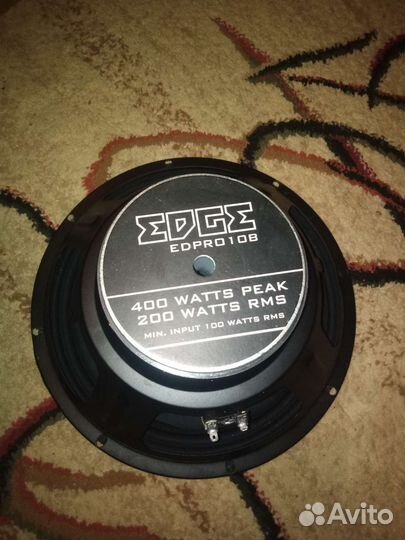 EDGE
EDPRO10B
400 WATTS PEAK
200 WATTS RMS
MIN. INPUT 100 WATTS RMS
Avito